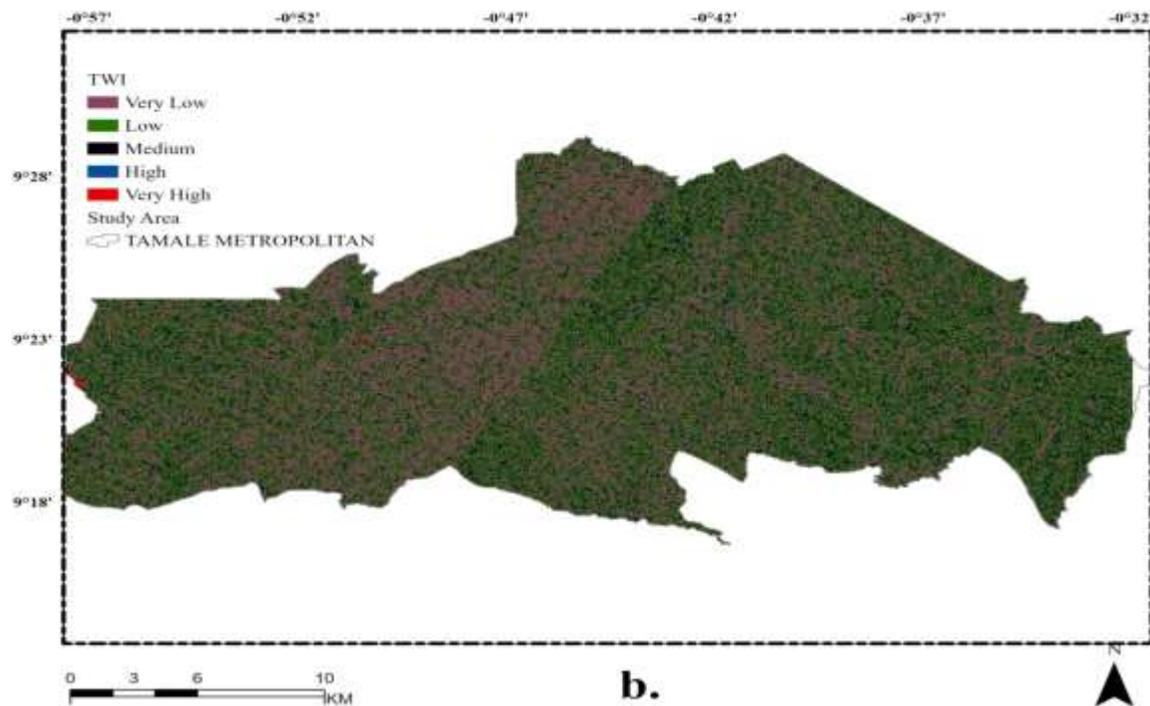 -0°57' -0°52' -0°47' -0°42' -0°37' -0°32'
TWI
Very Low
Low
Medium
High
Very High
Study Area
TAMALE METROPOLITAN
9°28'
9°23'
9°18'
0 3 6 10
KM
b.
N